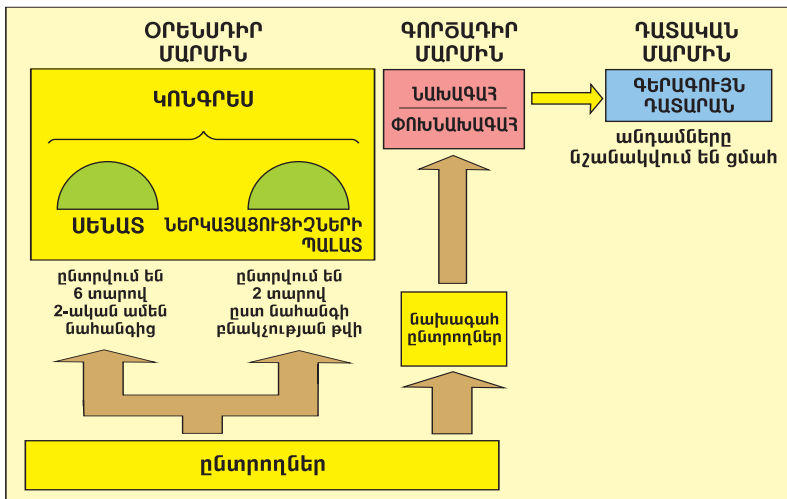 ՕՐԵՆՍԴԻՐ
ՄԱՐՄԻՆ
ԿՈՆԳՐԵՍ
ՍԵՆԱՏ
ՆԵՐԿԱՅԱՑՈՒՑԻՉՆԵՐԻ
ՊԱԼԱՏ
ընտրվում են
6 տարով
2-ական ամեն
նահանգից
ընտրվում են
2 տարով
ըստ նահանգի
բնակչության թվի
ԳՈՐԾԱԴԻՐ
ՄԱՐՄԻՆ
ՆԱԽԱԳԱՀ
ՓՈԽՆԱԽԱԳԱՀ
նախագահ
ընտրողներ
ԴԱՏԱԿԱՆ
ՄԱՐՄԻՆ
ԳԵՐԱԳՈՒՅՆ
ԴԱՏԱՐԱՆ
անդամները
նշանակվում են ցմահ
ընտրողներ